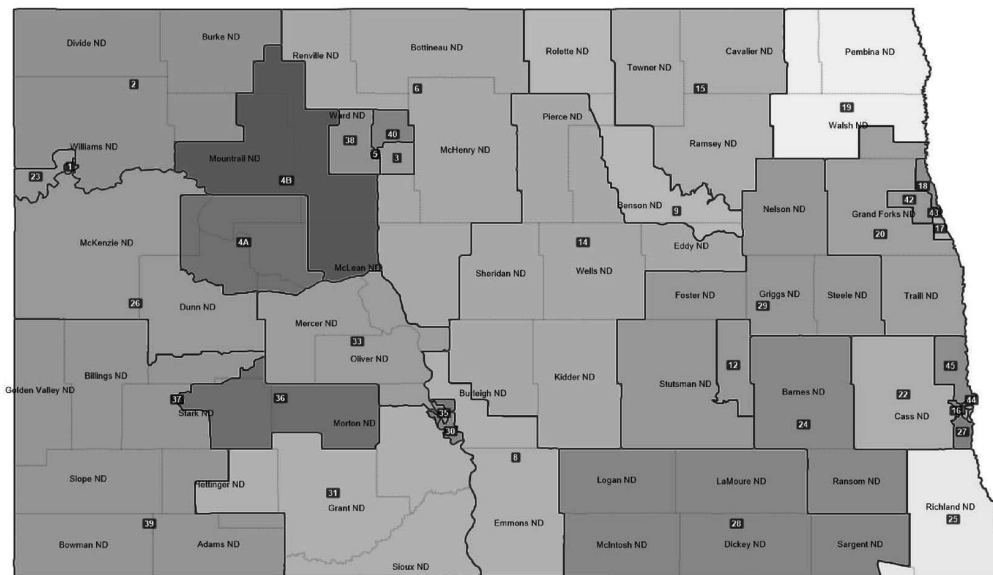 Divide ND
Burke ND
Renville ND
Bottineau ND
Rolette ND
Towner ND
Cavalier ND
Pembina ND
2
6
15
19
Walsh ND
Williams ND
23
1
Mountrail ND
4B
Ward ND
38
40
5
3
McHenry ND
Pierce ND
Ramsey ND
Benson ND
9
Nelson ND
18
42
43
Grand Forks ND
17
20
McKenzie ND
4A
McLean ND
Sheridan ND
14
Wells ND
Eddy ND
26
Dunn ND
Mercer ND
33
Oliver ND
Foster ND
Griggs ND
29
Steele ND
Traill ND
Golden Valley ND
Billings ND
37
Stark ND
36
Morton ND
35
30
Burleigh ND
Kidder ND
Stutsman ND
12
Barnes ND
24
22
Cass ND
45
44
16
27
Slope ND
Hettinger ND
31
Grant ND
8
Emmons ND
Logan ND
LaMoure ND
Ransom ND
Richland ND
25
39
Bowman ND
Adams ND
Sioux ND
McIntosh ND
28
Dickey ND
Sargent ND